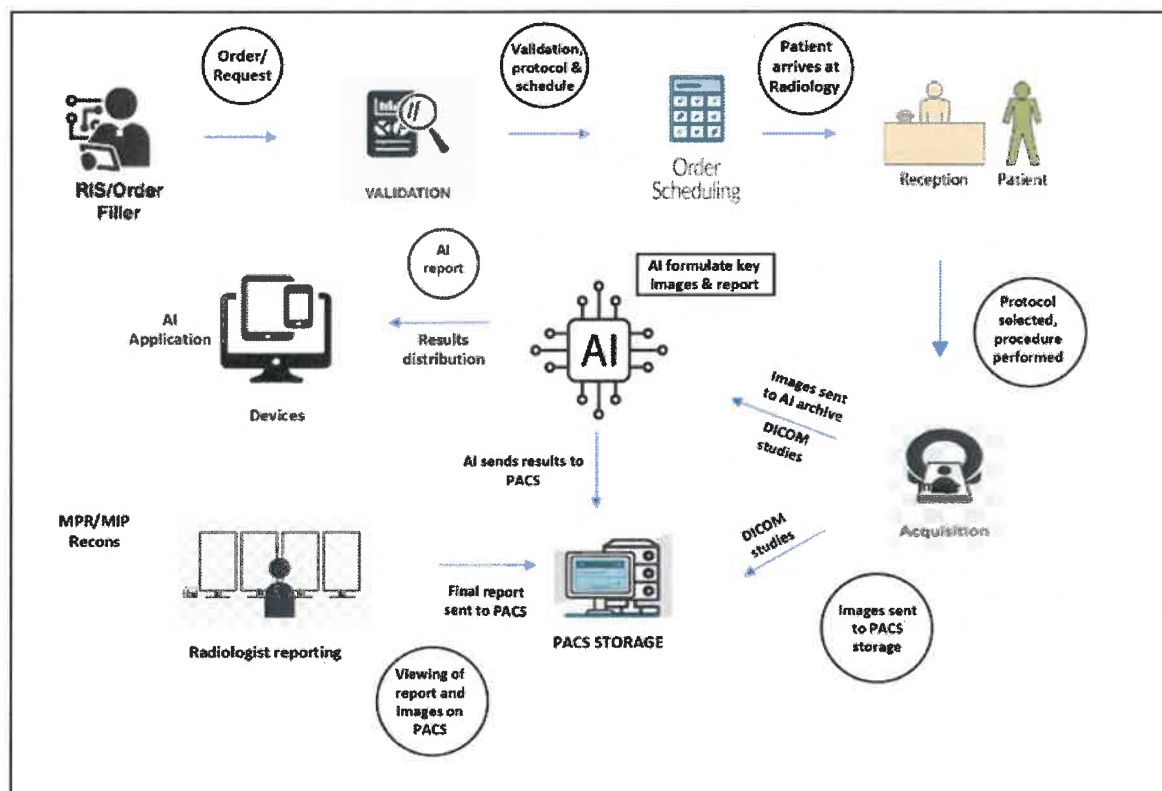 Order/
Request
Validation,
protocol &
schedule
Patient
arrives at
Radiology
RIS/Order
Filler
VALIDATION
Order
Scheduling
Reception
Patient
AI
report
AI formulate key
Images & report
Protocol
selected,
procedure
performed
AI
Application
Results
distribution
AI
Devices
Images sent
to AI archive
DICOM
studies
AI sends results to
PACS
Acquisition
MPR/MIP
Recons
DICOM
studies
Final report
sent to PACS
Images sent
to PACS
storage
Radiologist reporting
PACS STORAGE
Viewing of
report and
Images on
PACS